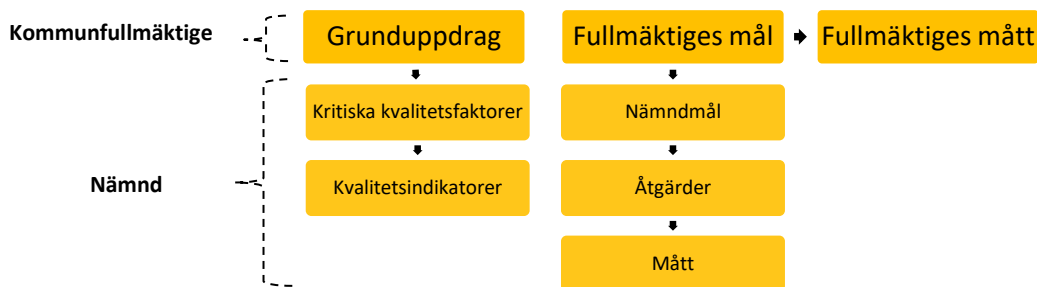 Kommunfullmäktige
Grunduppdrag
Fullmäktiges mål
Fullmäktiges mått
Kritiska kvalitetsfaktorer
Nämndmål
Nämnd
Kvalitetsindikatorer
Åtgärder
Mått